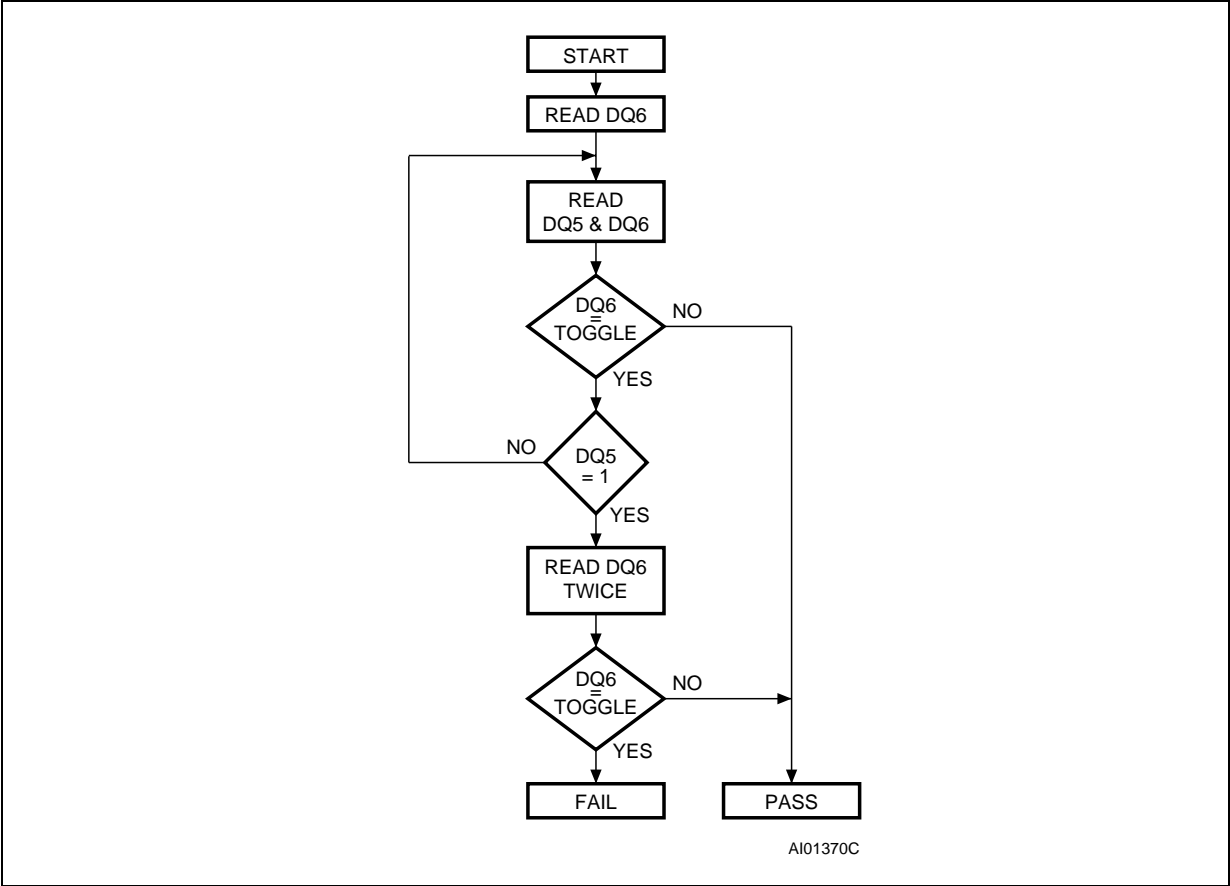 START
READ DQ6
READ
DQ5 & DQ6
DQ6
=
TOGGLE
NO
YES
NO
DQ5
= 1
YES
READ DQ6
TWICE
DQ6
=
TOGGLE
NO
YES
FAIL
PASS
AI01370C